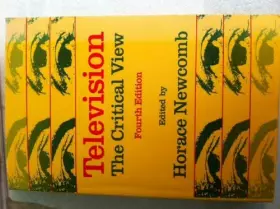 Television
The Critical View
Fourth Edition
Edited by
Horace Newcomb